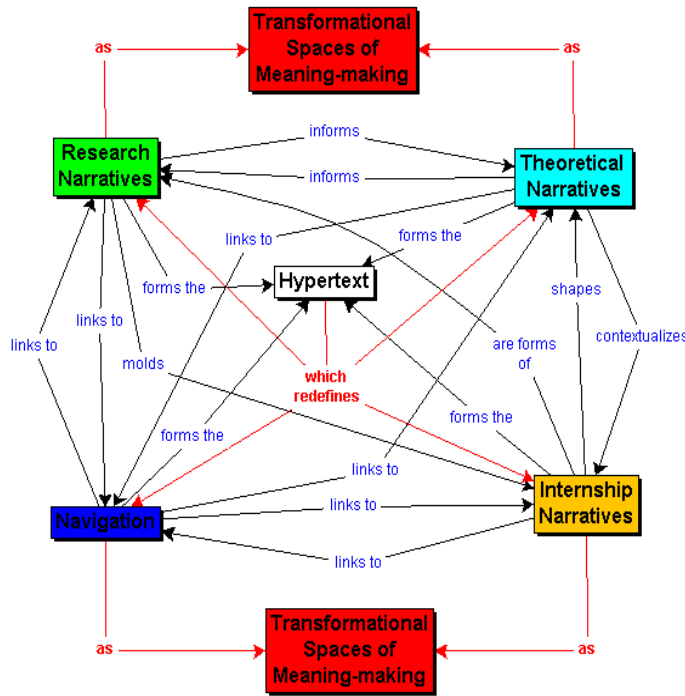 Transformational
Spaces of
Meaning-making
as
as
informs
Research
Narratives
Theoretical
Narratives
informs
links to
forms the
Hypertext
forms the
shapes
links to
contextualizes
links to
molds
are forms
of
which
redefines
forms the
forms the
links to
Internship
Narratives
links to
Navigation
links to
Transformational
Spaces of
Meaning-making
as
as